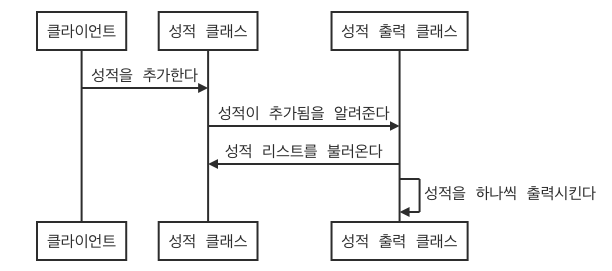 클라이언트 성적 클래스 성적 출력 클래스
성적을 추가한다
성적이 추가됨을 알려준다
성적 리스트를 불러온다
성적을 하나씩 출력시킨다
클라이언트 성적 클래스 성적 출력 클래스